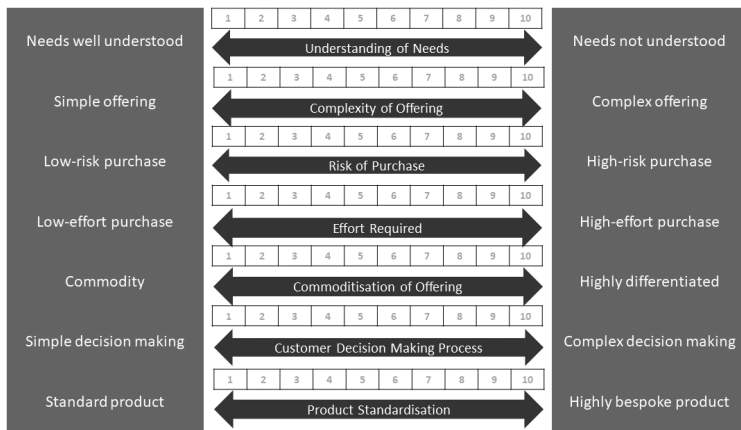 1 2 3 4 5 6 7 8 9 10
Needs well understood Understanding of Needs Needs not understood
1 2 3 4 5 6 7 8 9 10
Simple offering Complexity of Offering Complex offering
1 2 3 4 5 6 7 8 9 10
Low-risk purchase Risk of Purchase High-risk purchase
1 2 3 4 5 6 7 8 9 10
Low-effort purchase Effort Required High-effort purchase
1 2 3 4 5 6 7 8 9 10
Commodity Commoditisation of Offering Highly differentiated
1 2 3 4 5 6 7 8 9 10
Simple decision making Customer Decision Making Process Complex decision making
1 2 3 4 5 6 7 8 9 10
Standard product Product Standardisation Highly bespoke product